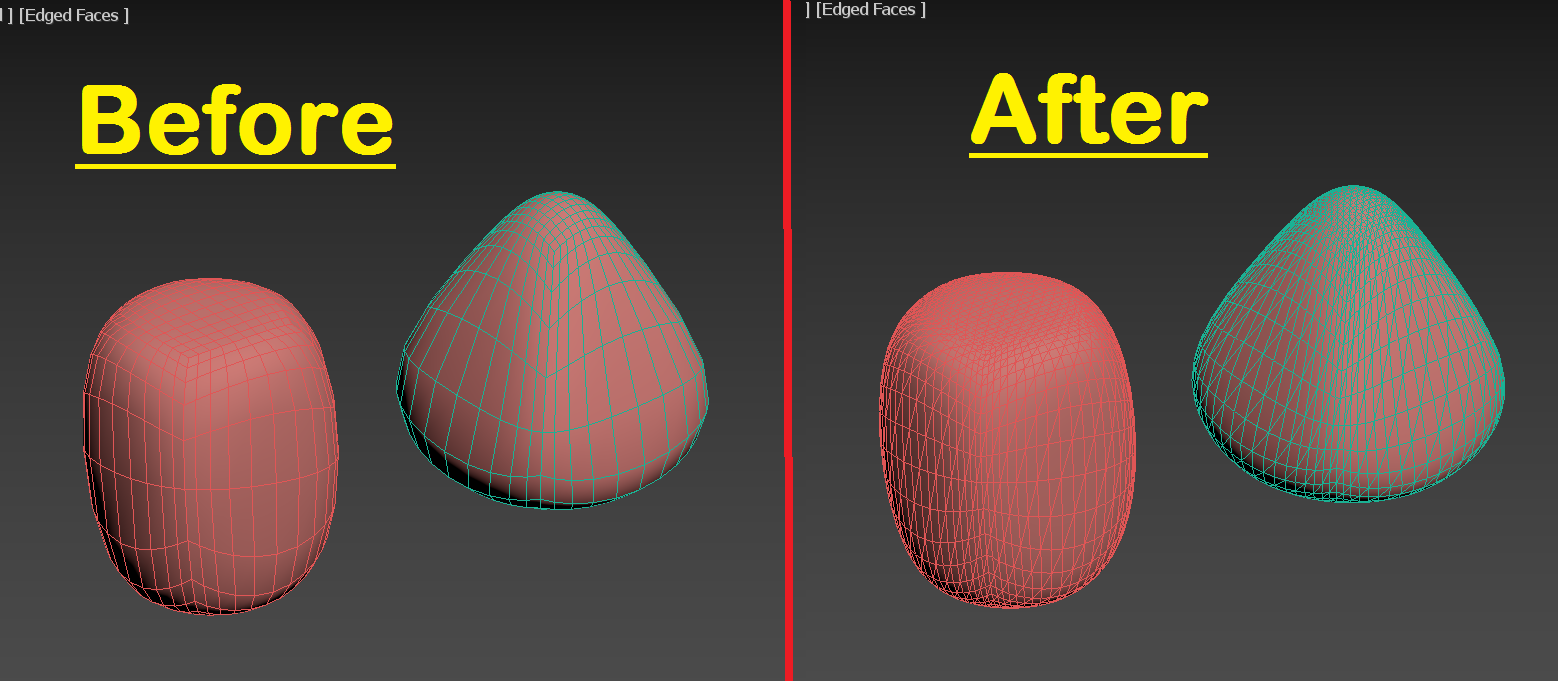 ] [Edged Faces ]
Before
] [Edged Faces ]
After